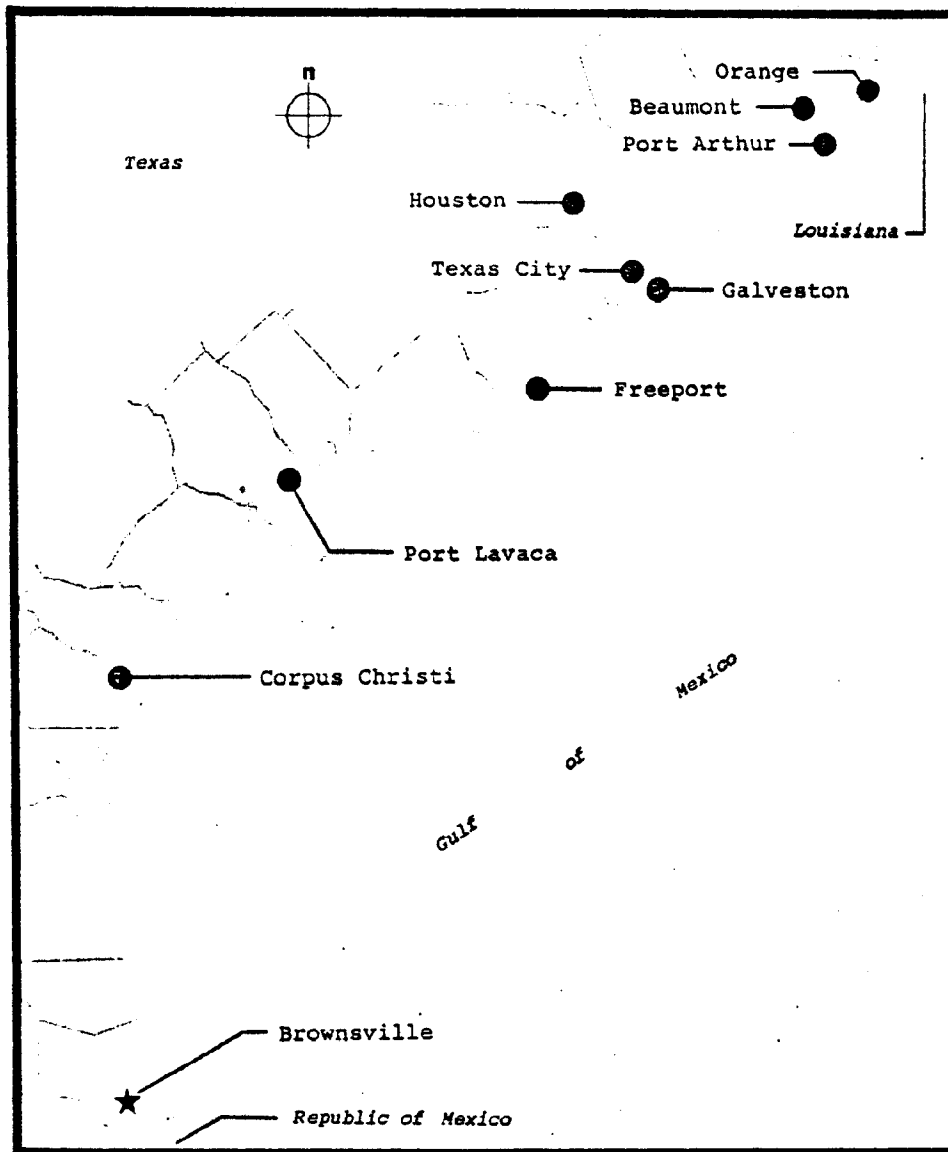 n
Orange
Beaumont
Port Arthur
Texas
Houston
Louisiana
Texas City
Galveston
Freeport
Port Lavaca
Corpus Christi
Gulf of Mexico
Brownsville
Republic of Mexico